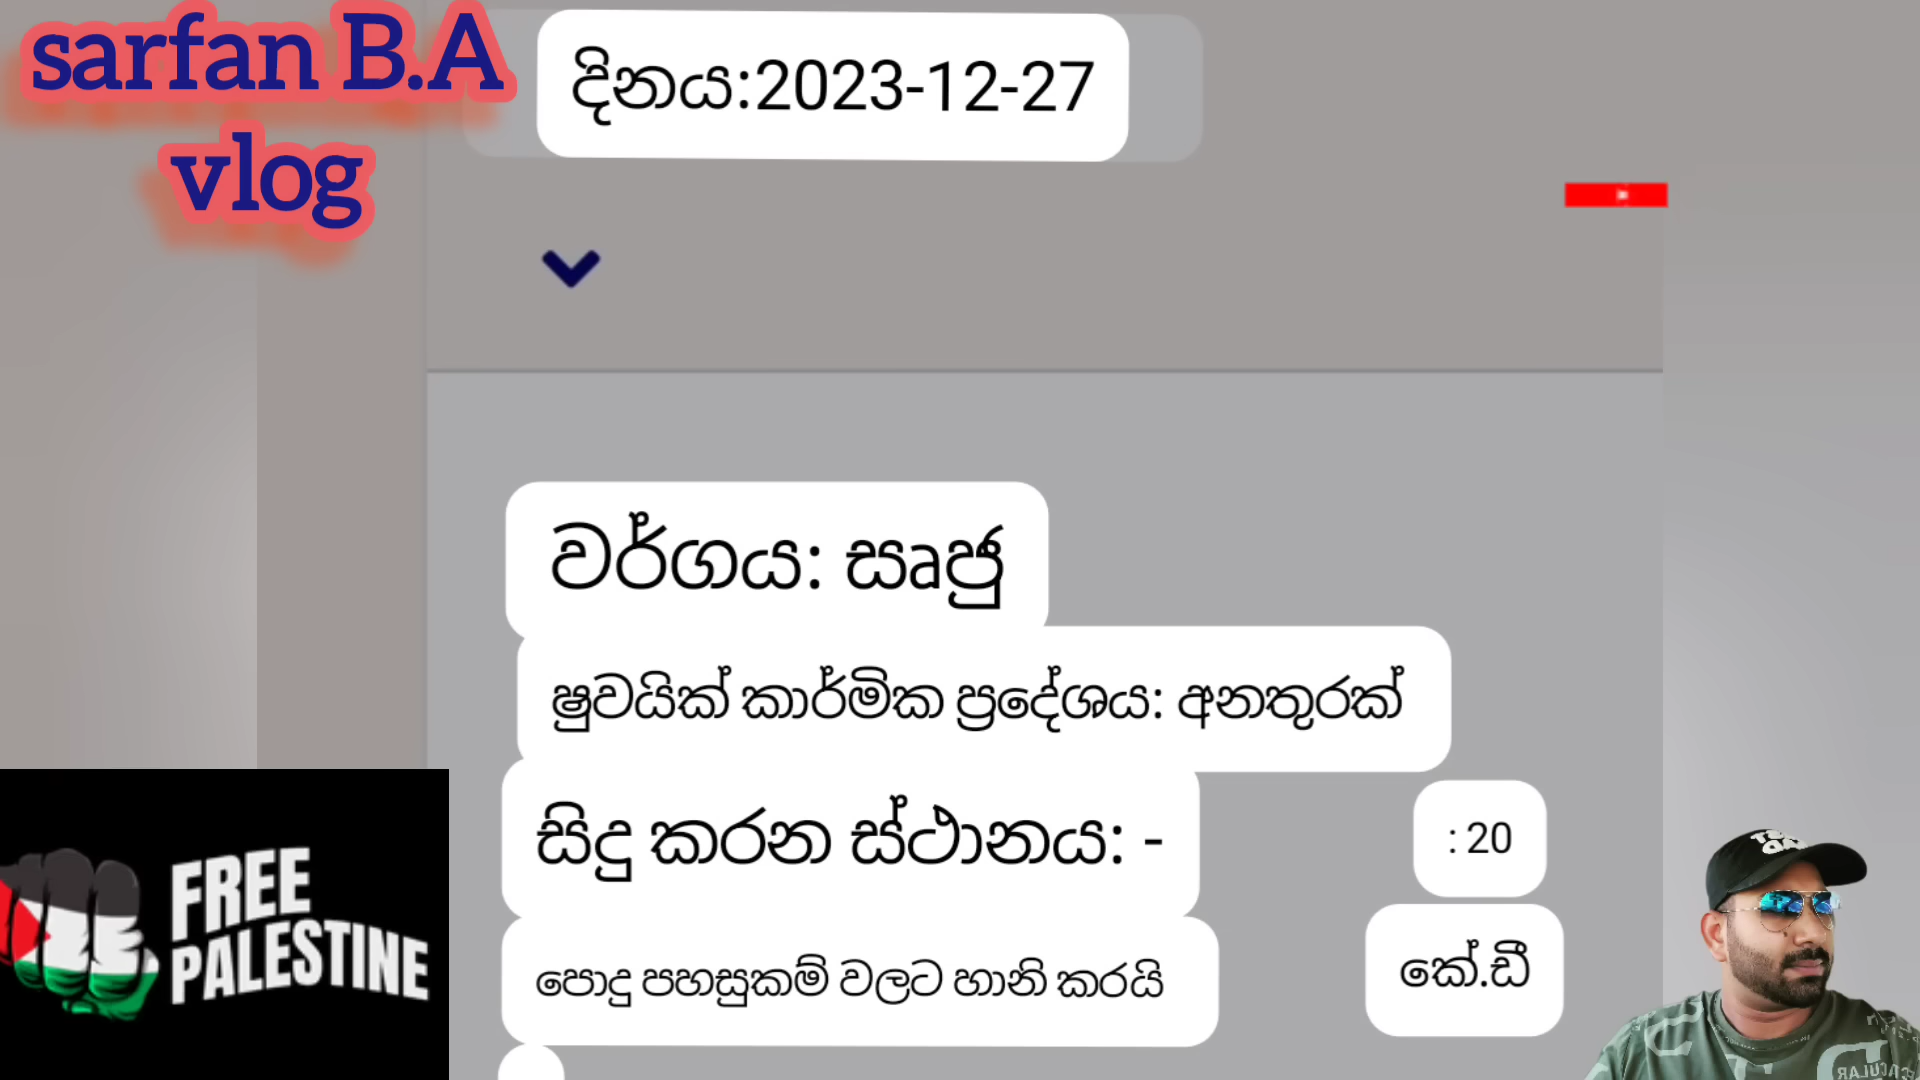 sarfan B.A
vlog
දිනය:2023-12-27
වර්ගය: සෘජු
ෂුවයික් කාර්මික ප්‍රදේශය: අනතුරක්
සිදු කරන ස්ථානය: -
: 20
පොදු පහසුකම් වලට හානි කරයි
කේ.ඩී
FREE
PALESTINE